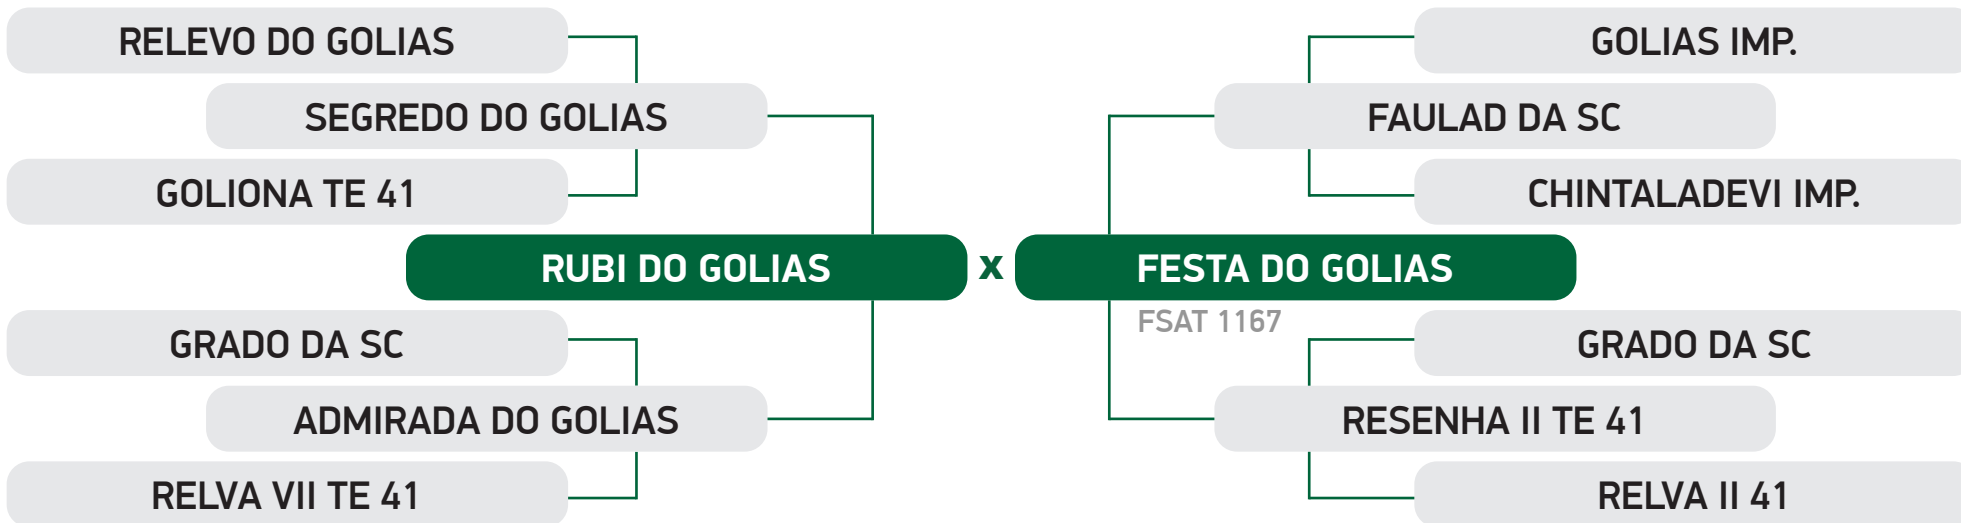 RELEVO DO GOLIAS
GOLIAS IMP.
SEGREDO DO GOLIAS
FAULAD DA SC
GOLIONA TE 41
CHINTALADEVI IMP.
RUBI DO GOLIAS x FESTA DO GOLIAS
FSAT 1167
GRADO DA SC
GRADO DA SC
ADMIRADA DO GOLIAS
RESENHA II TE 41
RELVA VII TE 41
RELVA II 41